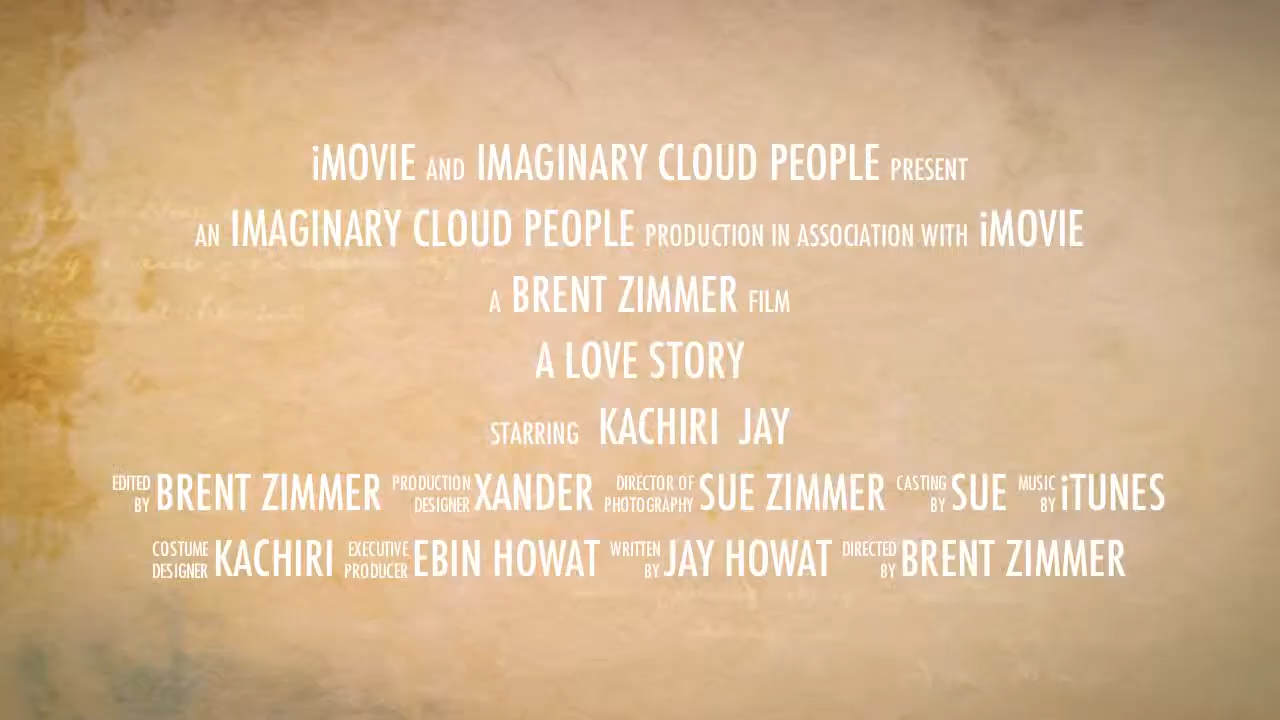 iMOVIE AND IMAGINARY CLOUD PEOPLE PRESENT
AN IMAGINARY CLOUD PEOPLE PRODUCTION IN ASSOCIATION WITH iMOVIE
A BRENT ZIMMER FILM
A LOVE STORY
STARRING KACHIRI JAY
EDITED BY BRENT ZIMMER PRODUCTION DESIGNER XANDER DIRECTOR OF PHOTOGRAPHY SUE ZIMMER CASTING BY SUE MUSIC BY iTUNES
COSTUME DESIGNER KACHIRI EXECUTIVE PRODUCER EBIN HOWAT WRITTEN BY JAY HOWAT DIRECTED BY BRENT ZIMMER